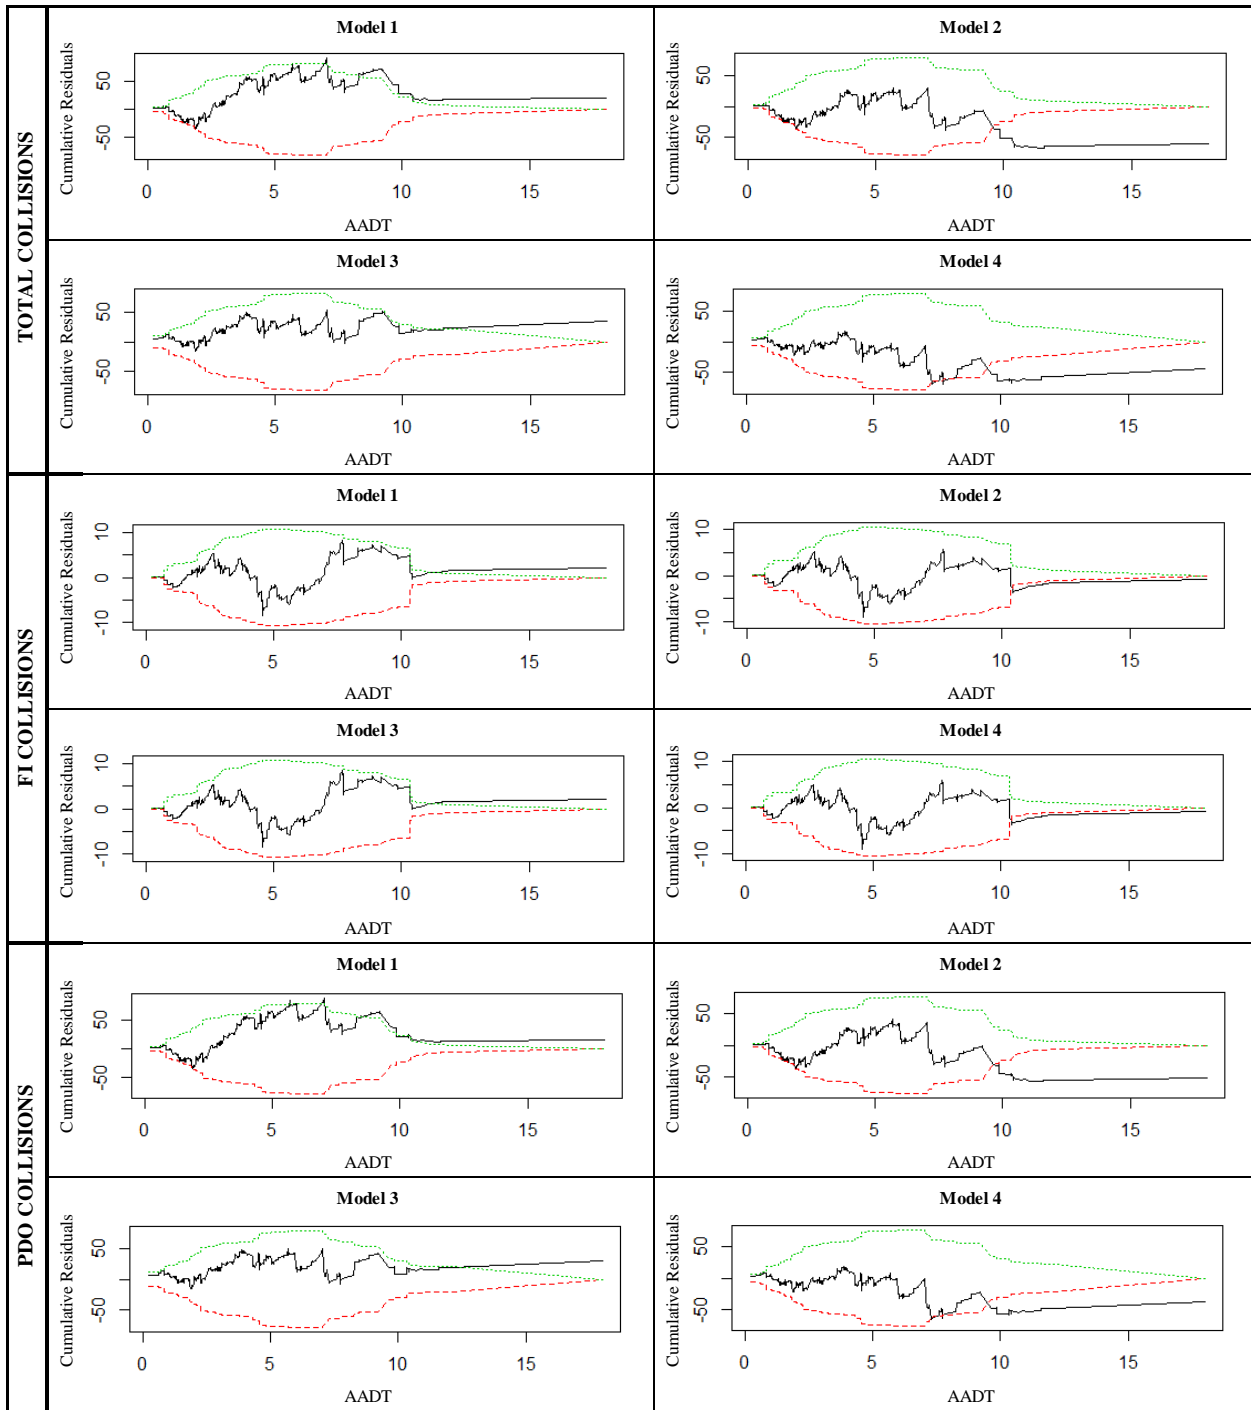 TOTAL COLLISIONS
Model 1
Cumulative Residuals
50
-50
0 5 10 15
AADT
Model 2
Cumulative Residuals
50
-50
0 5 10 15
AADT
Model 3
Cumulative Residuals
50
-50
0 5 10 15
AADT
Model 4
Cumulative Residuals
50
-50
0 5 10 15
AADT
FI COLLISIONS
Model 1
Cumulative Residuals
10
0
-10
0 5 10 15
AADT
Model 2
Cumulative Residuals
10
0
-10
0 5 10 15
AADT
Model 3
Cumulative Residuals
10
0
-10
0 5 10 15
AADT
Model 4
Cumulative Residuals
10
0
-10
0 5 10 15
AADT
PDO COLLISIONS
Model 1
Cumulative Residuals
50
-50
0 5 10 15
AADT
Model 2
Cumulative Residuals
50
-50
0 5 10 15
AADT
Model 3
Cumulative Residuals
50
-50
0 5 10 15
AADT
Model 4
Cumulative Residuals
50
-50
0 5 10 15
AADT